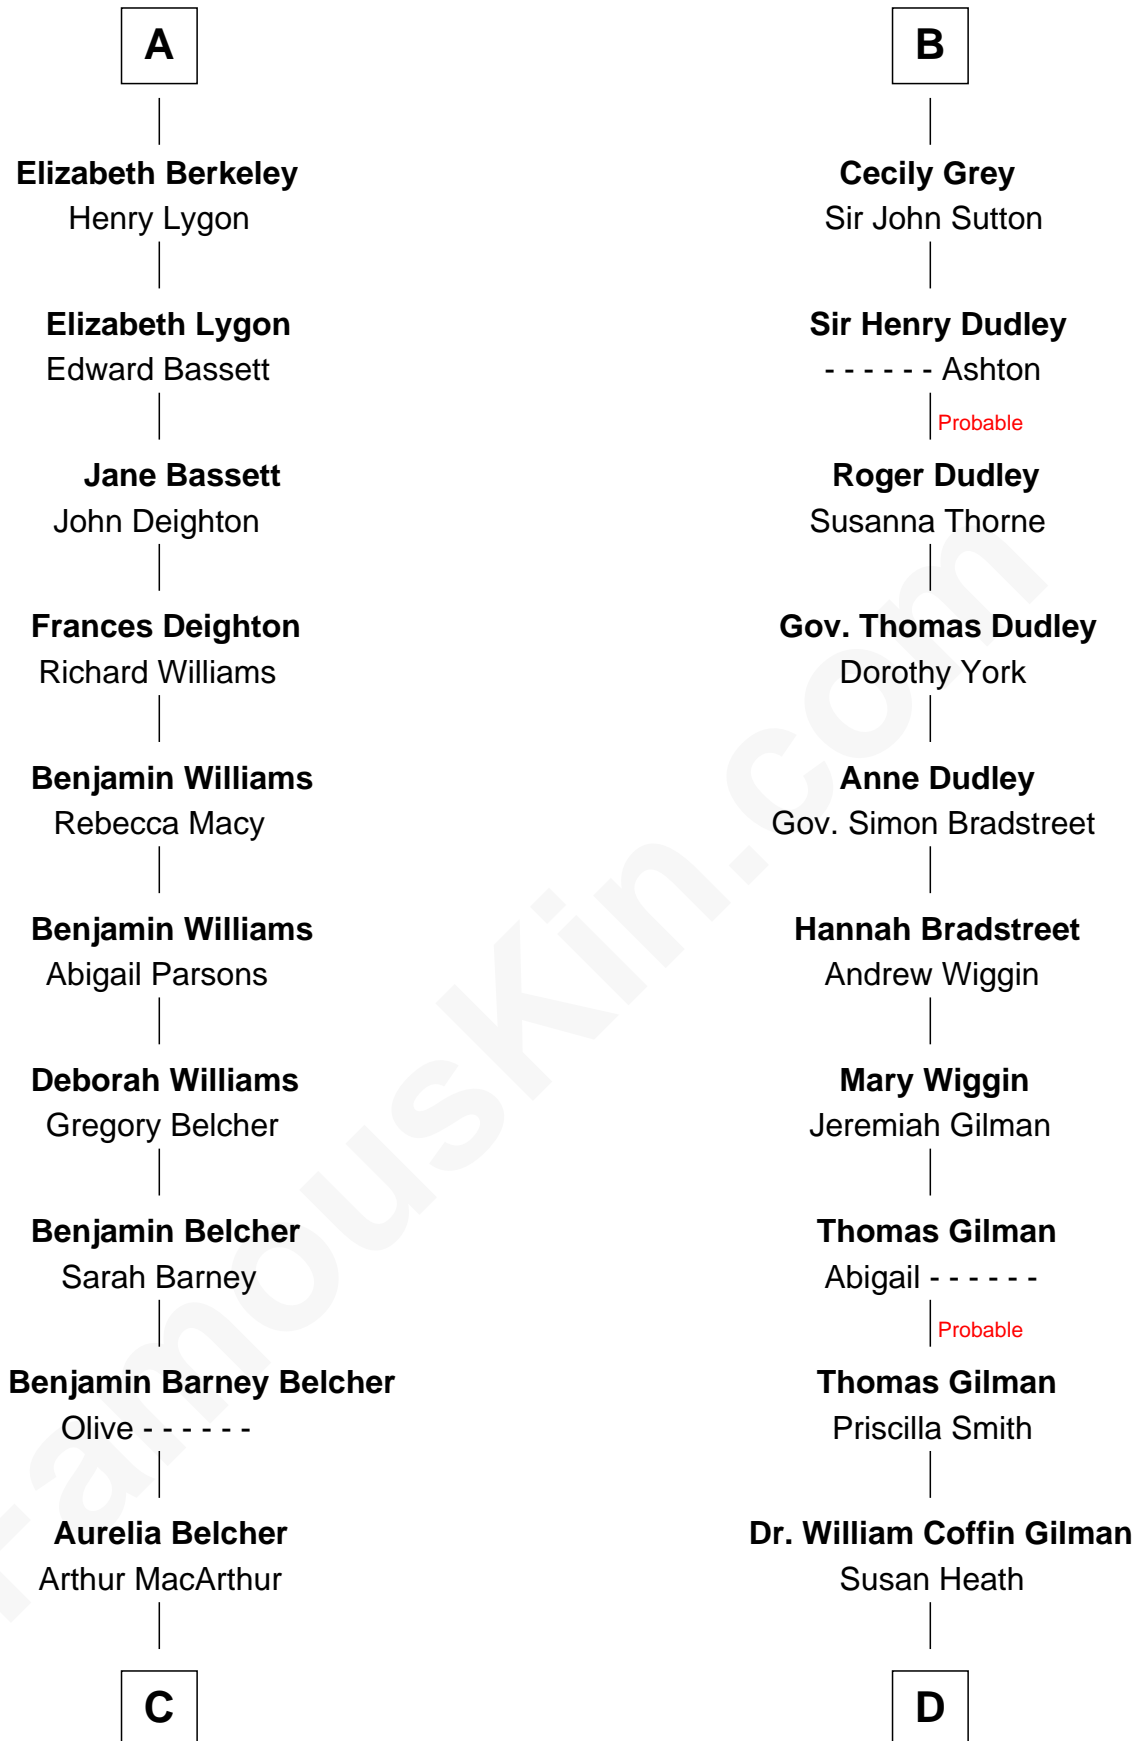 A
Elizabeth Berkeley
Henry Lygon
Elizabeth Lygon
Edward Bassett
Jane Bassett
John Deighton
Frances Deighton
Richard Williams
Benjamin Williams
Rebecca Macy
Benjamin Williams
Abigail Parsons
Deborah Williams
Gregory Belcher
Benjamin Belcher
Sarah Barney
Benjamin Barney Belcher
Olive - - - - - -
Aurelia Belcher
Arthur MacArthur
C
B
Cecily Grey
Sir John Sutton
Sir Henry Dudley
- - - - - - Ashton
Probable
Roger Dudley
Susanna Thorne
Gov. Thomas Dudley
Dorothy York
Anne Dudley
Gov. Simon Bradstreet
Hannah Bradstreet
Andrew Wiggin
Mary Wiggin
Jeremiah Gilman
Thomas Gilman
Abigail - - - - - -
Probable
Thomas Gilman
Priscilla Smith
Dr. William Coffin Gilman
Susan Heath
D
FamousKin.com